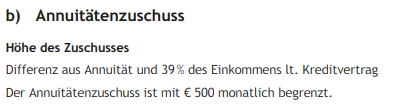 b) Annuitätenzuschuss
Höhe des Zuschusses
Differenz aus Annuität und 39 % des Einkommens lt. Kreditvertrag
Der Annuitätenzuschuss ist mit € 500 monatlich begrenzt.